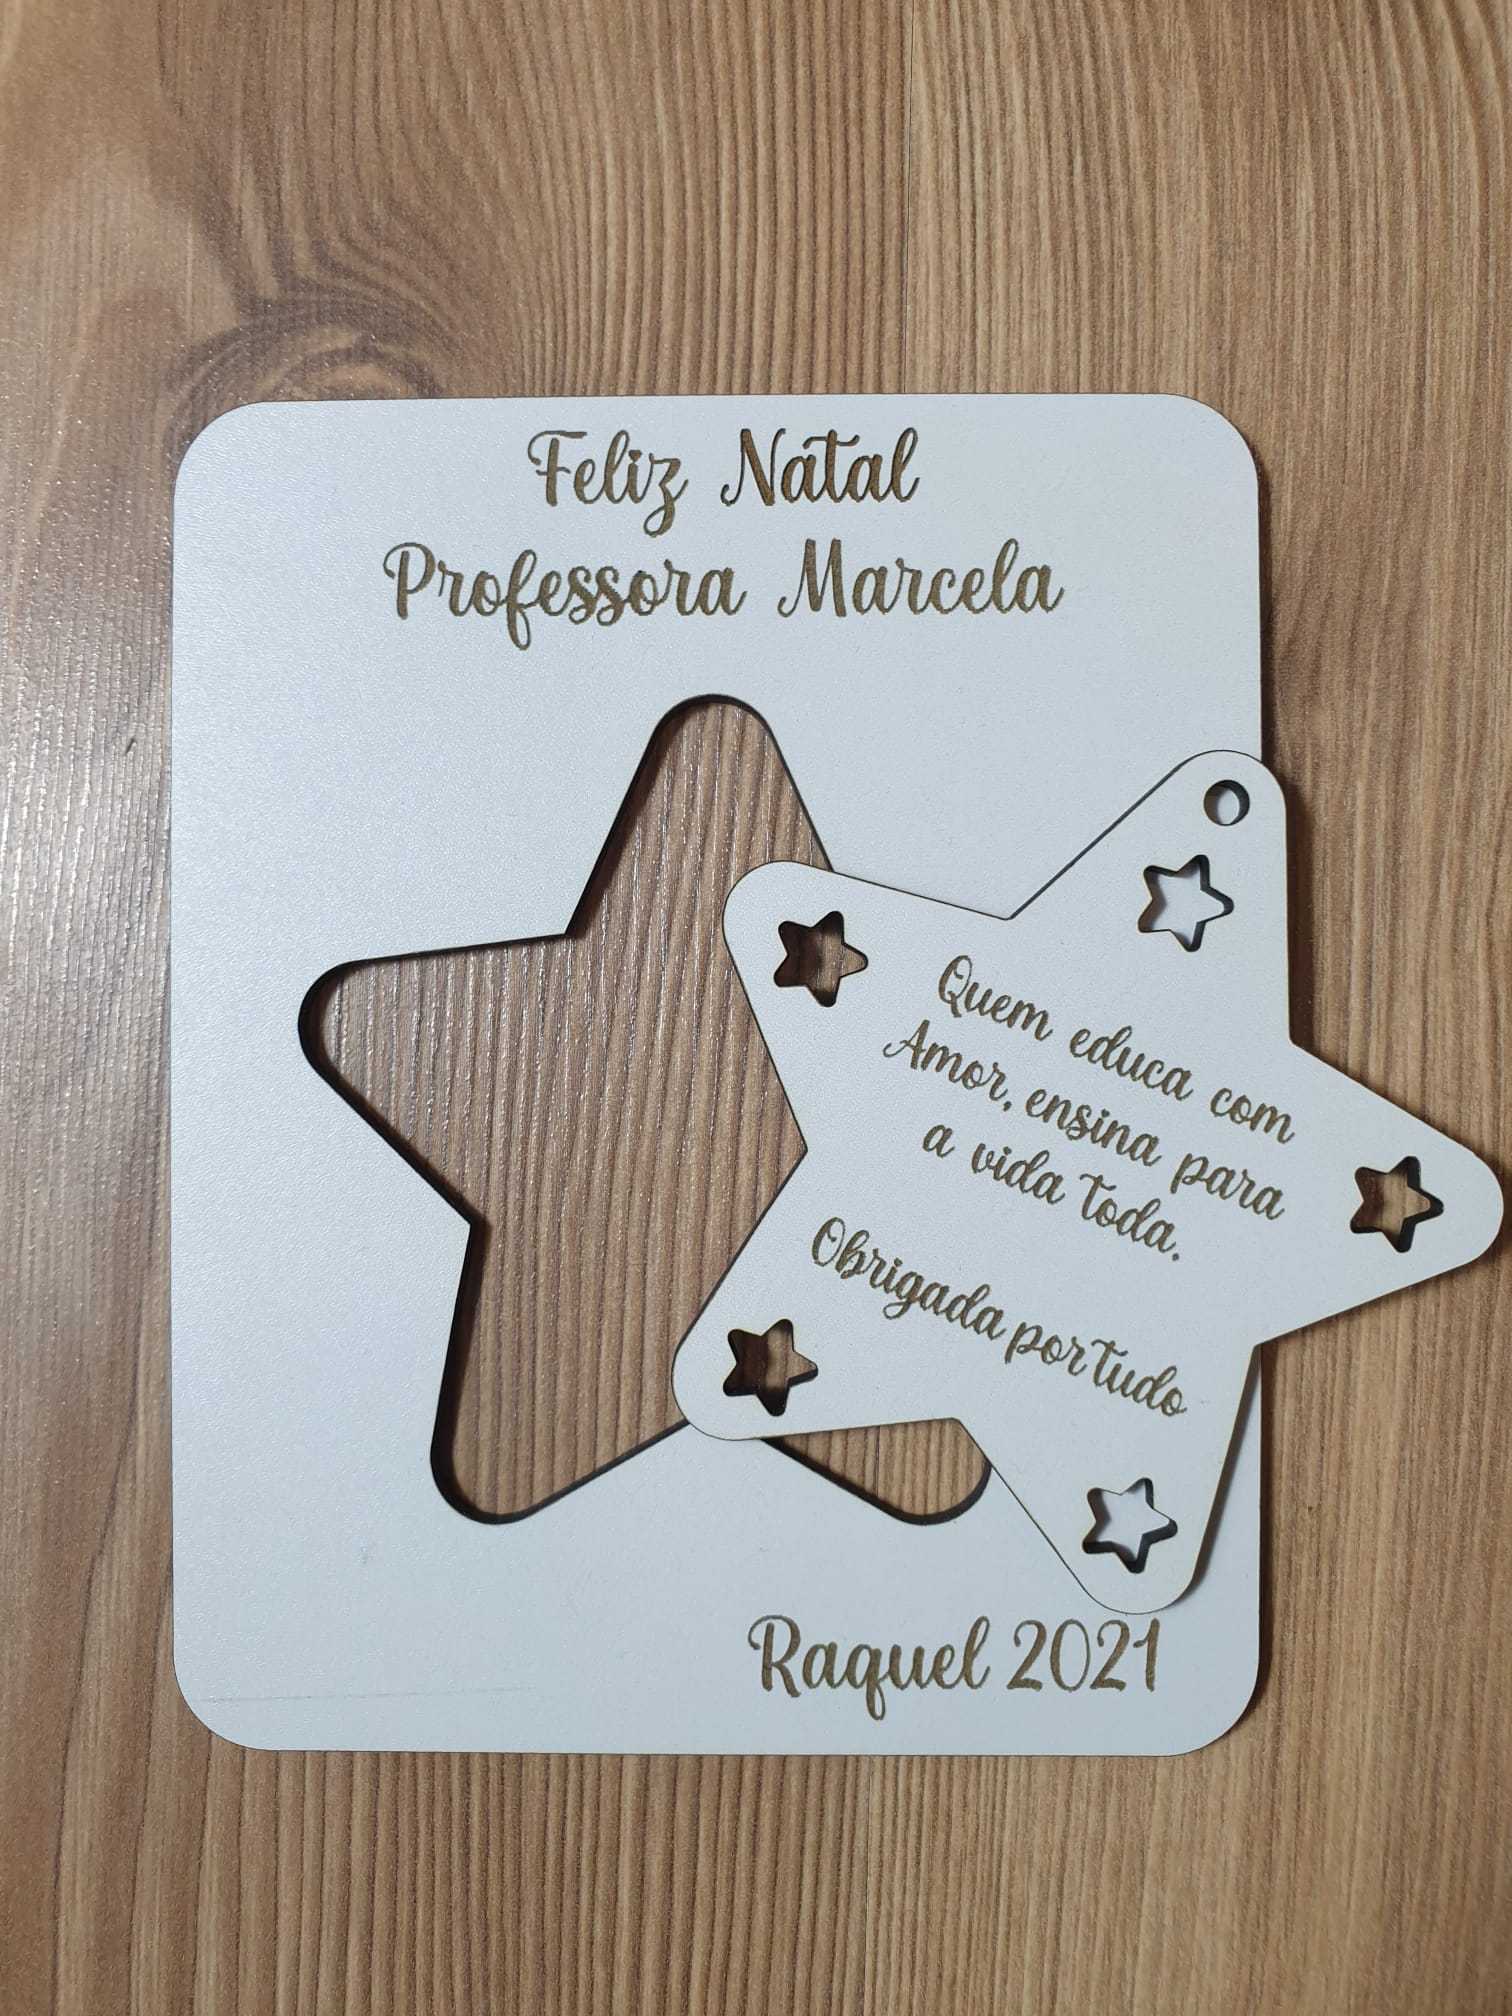 Feliz Natal
Professora Marcela
Quem educa com
Amor, ensina para
a vida toda.
Obrigada por tudo
Raquel 2021